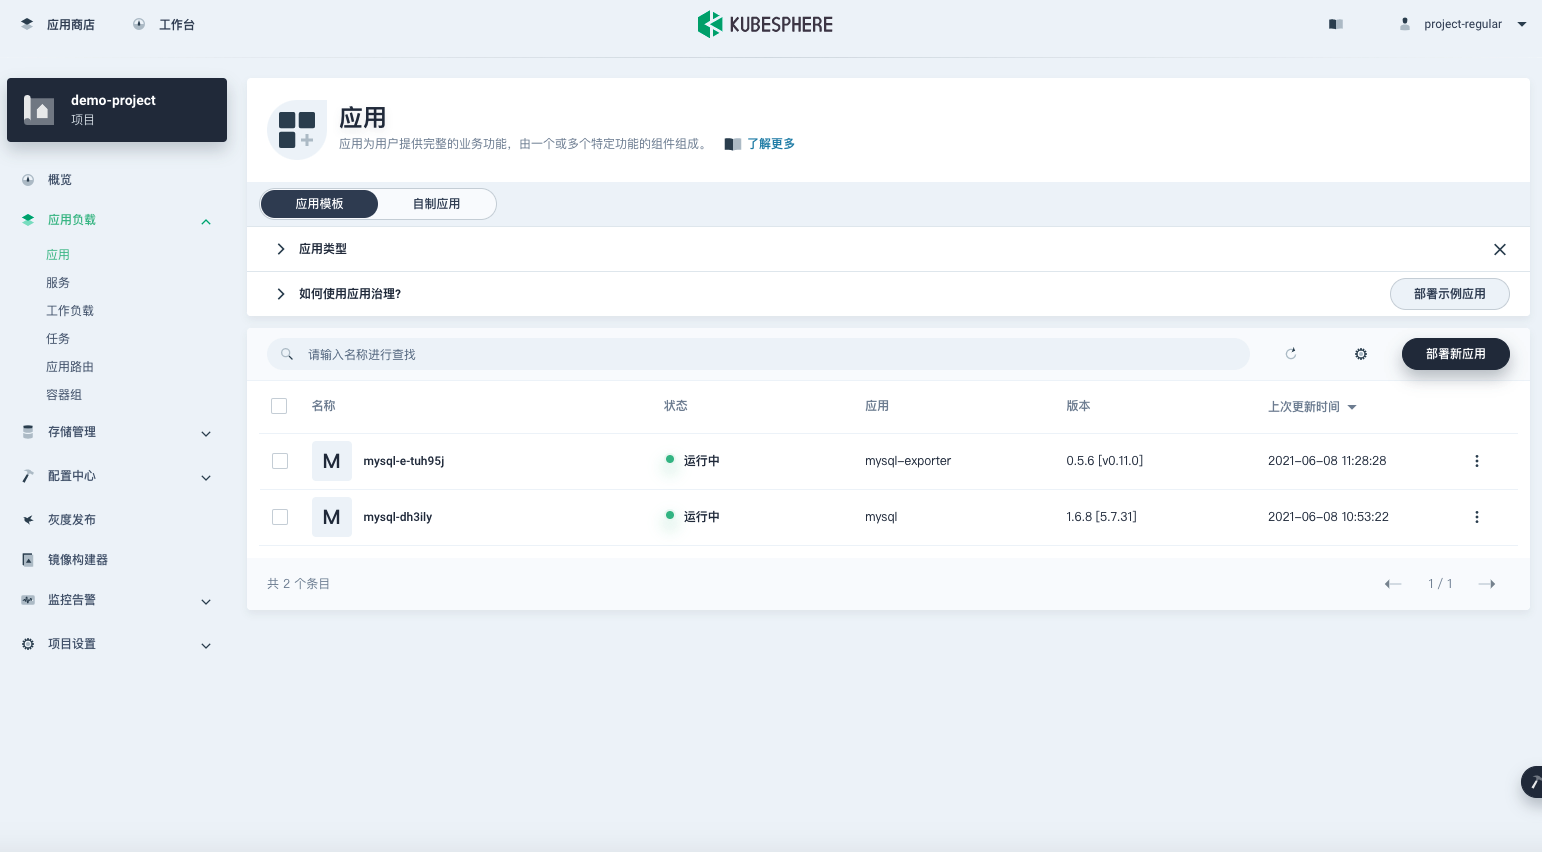 应用商店
工作台
KUBESPHERE
project-regular
demo-project
项目
概览
应用负载
应用
服务
工作负载
任务
应用路由
容器组
存储管理
配置中心
灰度发布
镜像构建器
监控告警
项目设置
应用
应用为用户提供完整的业务功能，由一个或多个特定功能的组件组成。 了解更多
应用模板 自制应用
应用类型
如何使用应用治理? 部署示例应用
请输入名称进行查找 部署新应用
名称 状态 应用 版本 上次更新时间
M mysql-e-tuh95j 运行中 mysql-exporter 0.5.6 [v0.11.0] 2021-06-08 11:28:28
M mysql-dh3ily 运行中 mysql 1.6.8 [5.7.31] 2021-06-08 10:53:22
共 2 个条目 1 / 1